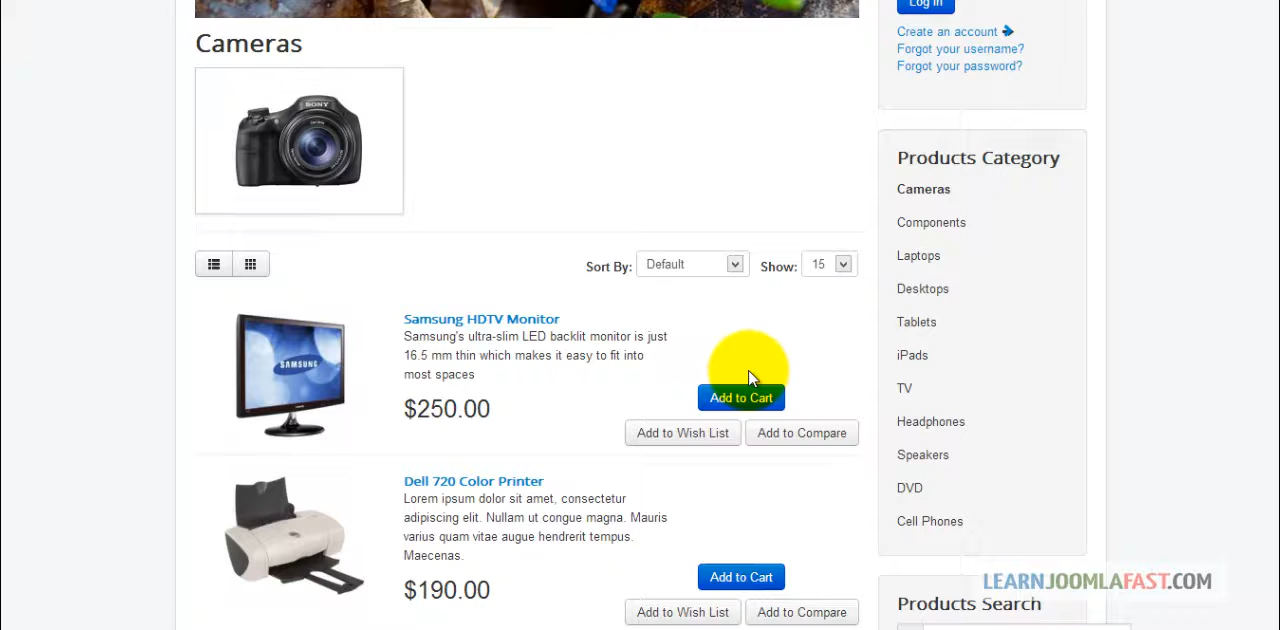 Log in
Create an account
Forgot your username?
Forgot your password?
Cameras
SONY
Sort By: Default Show: 15
Samsung HDTV Monitor
Samsung's ultra-slim LED backlit monitor is just
16.5 mm thin which makes it easy to fit into
most spaces
$250.00
Add to Cart
Add to Wish List Add to Compare
SAMSUNG
Dell 720 Color Printer
Lorem ipsum dolor sit amet, consectetur
adipiscing elit. Nullam ut congue magna. Mauris
varius quam vitae augue hendrerit tempus.
Maecenas.
$190.00
Add to Cart
Add to Wish List Add to Compare
Products Category
Cameras
Components
Laptops
Desktops
Tablets
iPads
TV
Headphones
Speakers
DVD
Cell Phones
LEARNJOOMLAFAST.COM
Products Search